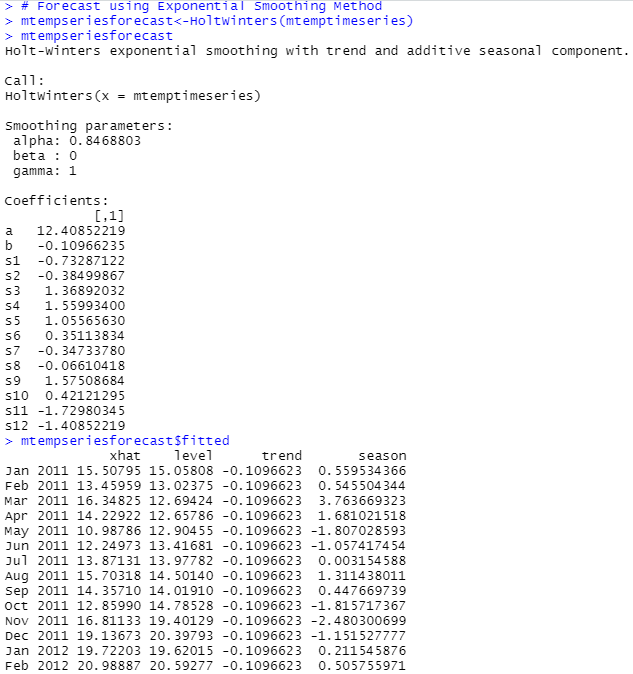 > # Forecast using Exponential Smoothing Method
> mtempseriesforecast<-HoltWinters(mtemptimeseries)
> mtempseriesforecast
Holt-Winters exponential smoothing with trend and additive seasonal component.
Call:
HoltWinters(x = mtemptimeseries)
Smoothing parameters:
alpha: 0.8468803
beta : 0
gamma: 1
Coefficients:
[,1]
a 12.40852219
b -0.10966235
s1 -0.73287122
s2 -0.38499867
s3 1.36892032
s4 1.55993400
s5 1.05565630
s6 0.35113834
s7 -0.34733780
s8 -0.06610418
s9 1.57508684
s10 0.42121295
s11 -1.72980345
s12 -1.40852219
> mtempseriesforecast$fitted
xhat level trend season
Jan 2011 15.50795 15.05808 -0.1096623 0.559534366
Feb 2011 13.45959 13.02375 -0.1096623 0.545504344
Mar 2011 16.34825 12.69424 -0.1096623 3.763669323
Apr 2011 14.22922 12.65786 -0.1096623 1.681021518
May 2011 10.98786 12.90455 -0.1096623 -1.807028593
Jun 2011 12.24973 13.41681 -0.1096623 -1.057417454
Jul 2011 13.87131 13.97782 -0.1096623 0.003154588
Aug 2011 15.70318 14.50140 -0.1096623 1.311438011
Sep 2011 14.35710 14.01910 -0.1096623 0.447669739
Oct 2011 12.85990 14.78528 -0.1096623 -1.815717367
Nov 2011 16.81133 19.40129 -0.1096623 -2.480300699
Dec 2011 19.13673 20.39793 -0.1096623 -1.151527777
Jan 2012 19.72203 19.62015 -0.1096623 0.211545876
Feb 2012 20.98887 20.59277 -0.1096623 0.505755971